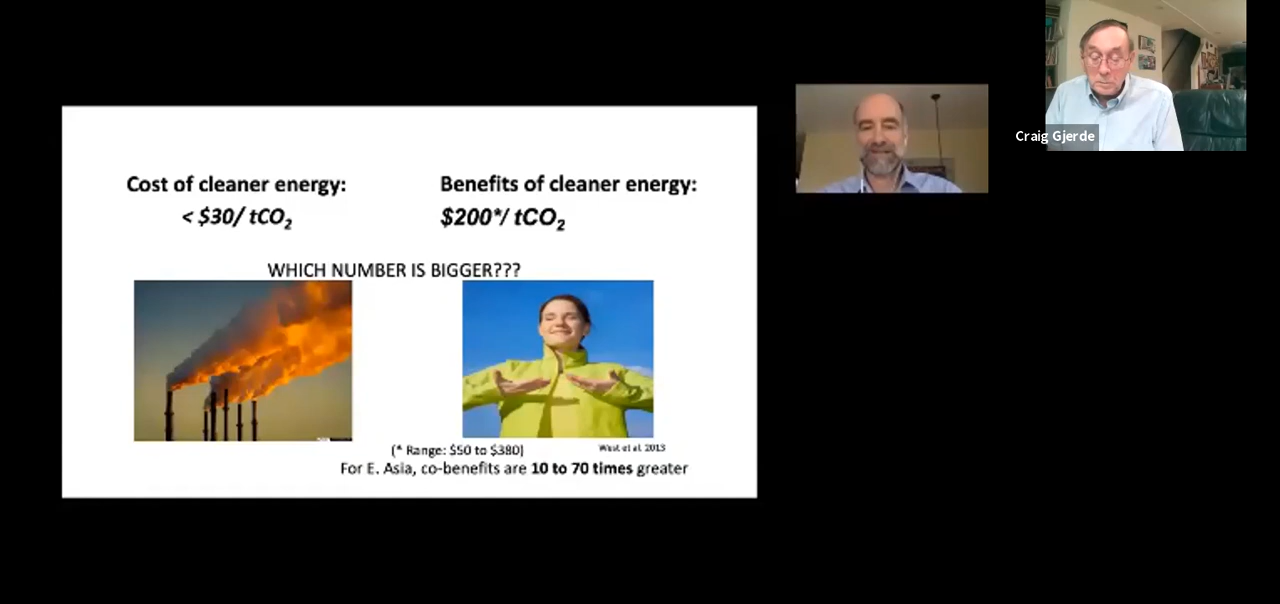 Cost of cleaner energy:
< $30/ tCO₂
Benefits of cleaner energy:
$200*/ tCO₂
WHICH NUMBER IS BIGGER???
(* Range: $50 to $380)
West et al. 2013
For E. Asia, co-benefits are 10 to 70 times greater
Craig Gjerde